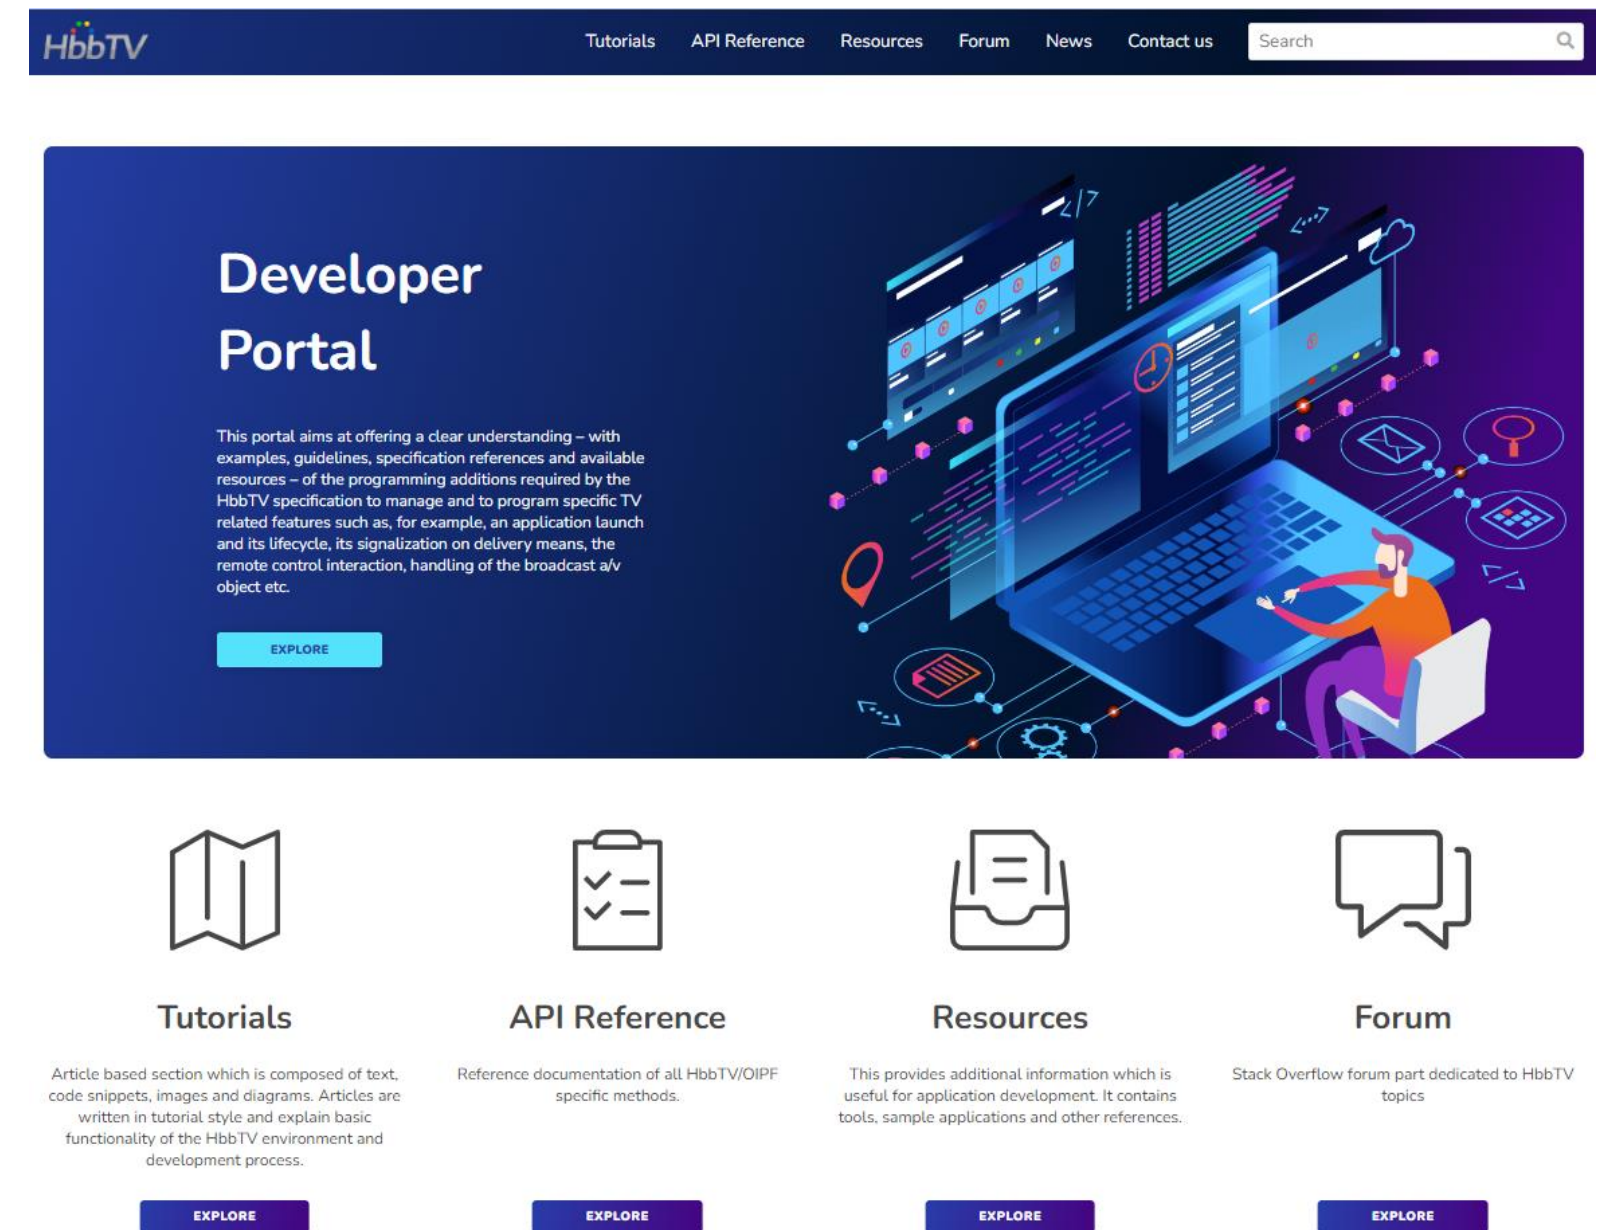 HbbTV
Tutorials API Reference Resources Forum News Contact us Search
Developer
Portal
This portal aims at offering a clear understanding – with
examples, guidelines, specification references and available
resources – of the programming additions required by the
HbbTV specification to manage and to program specific TV
related features such as, for example, an application launch
and its lifecycle, its signalization on delivery means, the
remote control interaction, handling of the broadcast a/v
object etc.
EXPLORE
Tutorials
Article based section which is composed of text,
code snippets, images and diagrams. Articles are
written in tutorial style and explain basic
functionality of the HbbTV environment and
development process.
EXPLORE
API Reference
Reference documentation of all HbbTV/OIPF
specific methods.
EXPLORE
Resources
This provides additional information which is
useful for application development. It contains
tools, sample applications and other references.
EXPLORE
Forum
Stack Overflow forum part dedicated to HbbTV
topics
EXPLORE